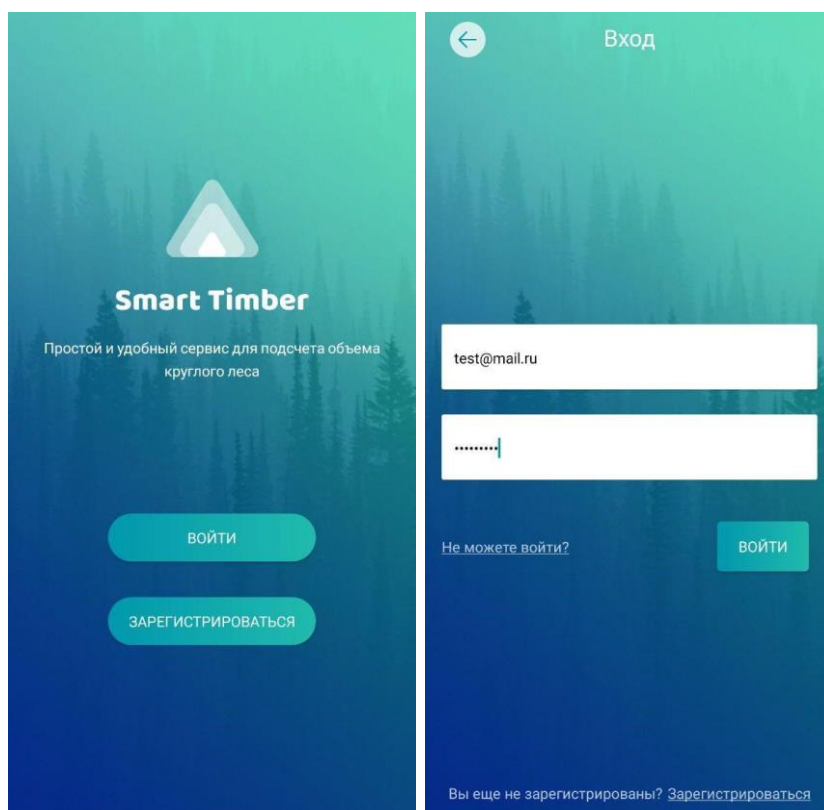 Smart Timber
Простой и удобный сервис для подсчета объема
круглого леса
ВОЙТИ
ЗАРЕГИСТРИРОВАТЬСЯ
Вход
test@mail.ru
•••••••••
Не можете войти?
ВОЙТИ
Вы еще не зарегистрированы? Зарегистрироваться